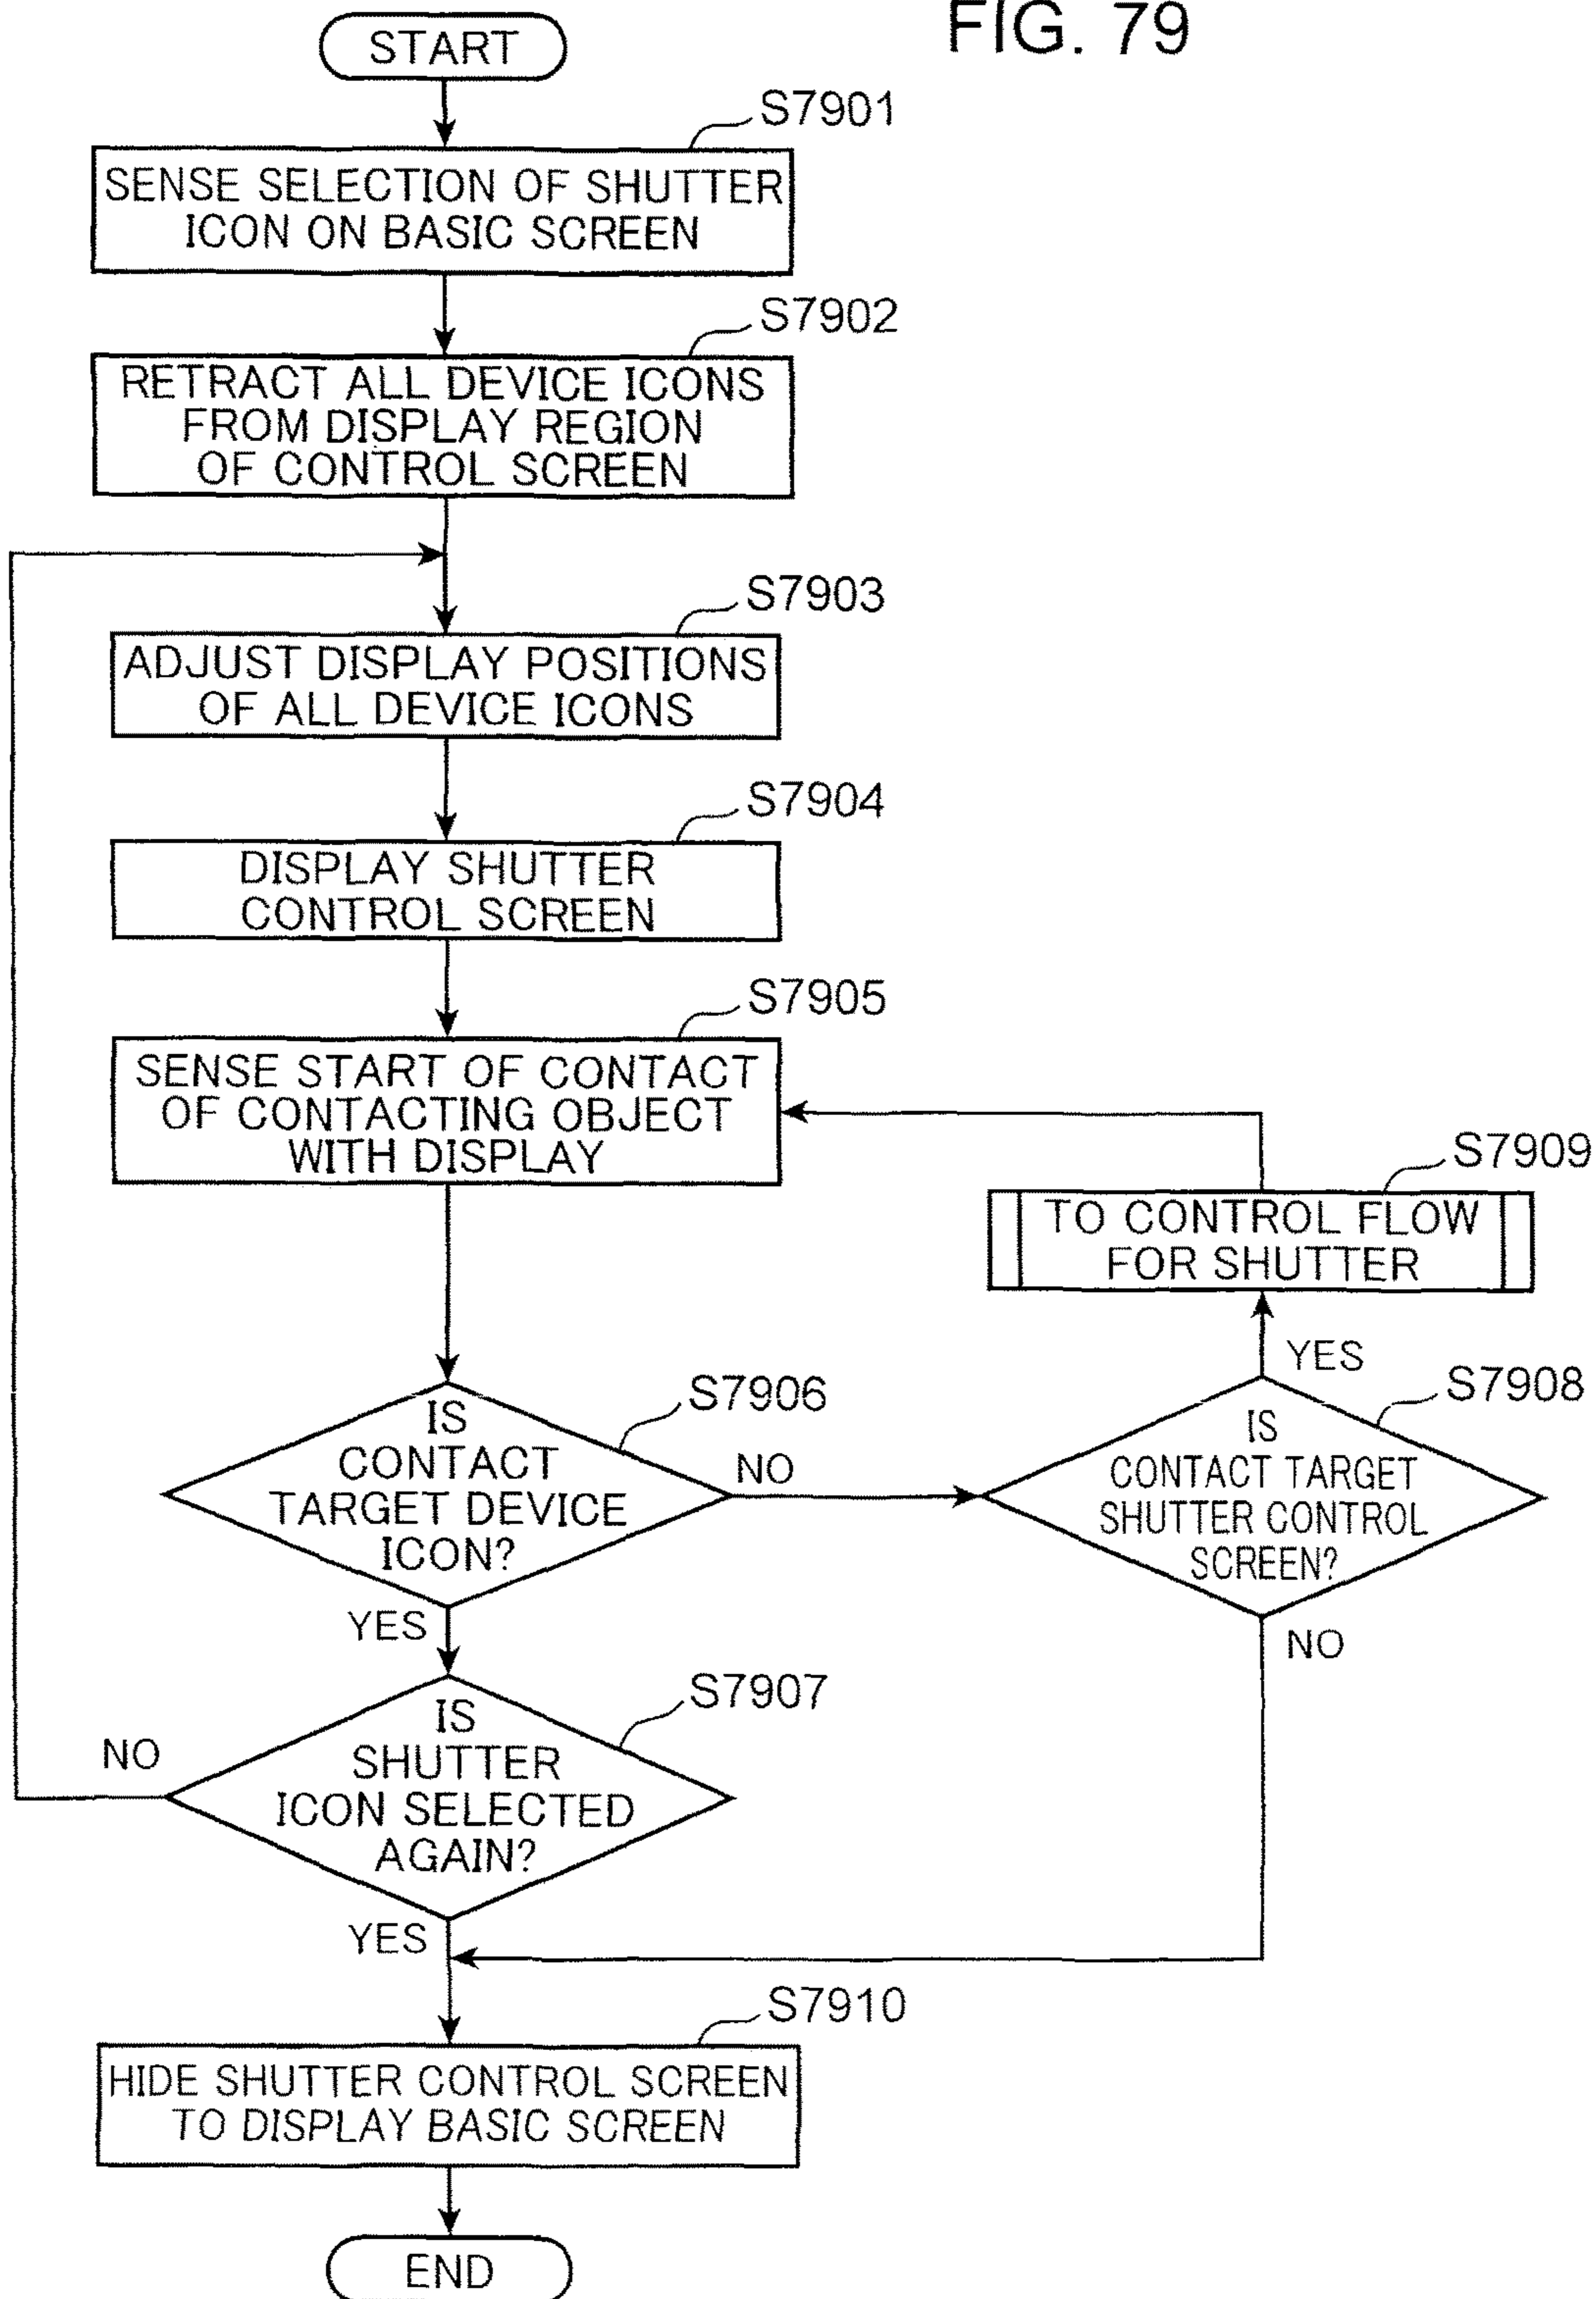 FIG. 79
START
S7901
SENSE SELECTION OF SHUTTER
ICON ON BASIC SCREEN
S7902
RETRACT ALL DEVICE ICONS
FROM DISPLAY REGION
OF CONTROL SCREEN
S7903
ADJUST DISPLAY POSITIONS
OF ALL DEVICE ICONS
S7904
DISPLAY SHUTTER
CONTROL SCREEN
S7905
SENSE START OF CONTACT
OF CONTACTING OBJECT
WITH DISPLAY
S7909
TO CONTROL FLOW
FOR SHUTTER
YES
S7906
IS
CONTACT
TARGET DEVICE
ICON?
NO
S7908
IS
CONTACT TARGET
SHUTTER CONTROL
SCREEN?
YES
NO
S7907
IS
SHUTTER
ICON SELECTED
AGAIN?
NO
YES
S7910
HIDE SHUTTER CONTROL SCREEN
TO DISPLAY BASIC SCREEN
END